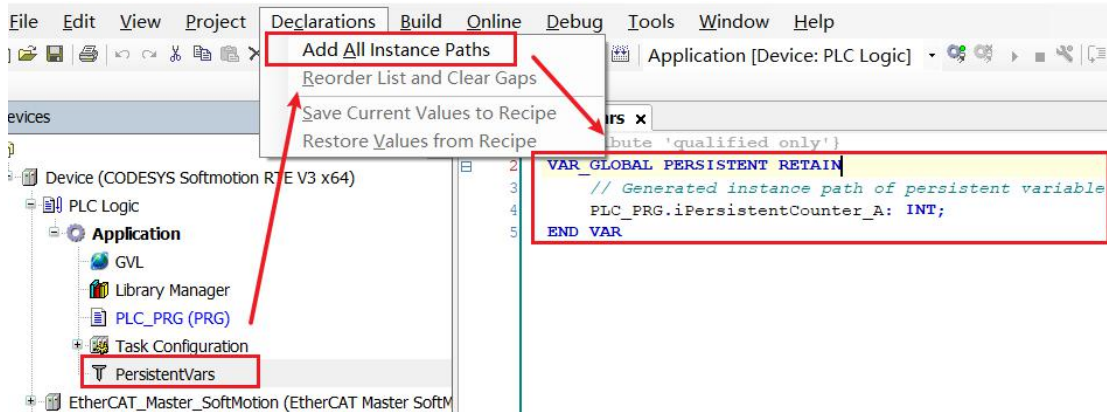 File Edit View Project Declarations Build Online Debug Tools Window Help
Add All Instance Paths
Reorder List and Clear Gaps
Save Current Values to Recipe
Restore Values from Recipe
Application [Device: PLC Logic]
Device (CODESYS Softmotion RTE V3 x64)
PLC Logic
Application
GVL
Library Manager
PLC_PRG (PRG)
Task Configuration
PersistentVars
EtherCAT_Master_SoftMotion (EtherCAT Master SoftM
'qualified only'}
2 VAR_GLOBAL PERSISTENT RETAIN
3 // Generated instance path of persistent variable
4 PLC_PRG.iPersistentCounter_A: INT;
5 END_VAR